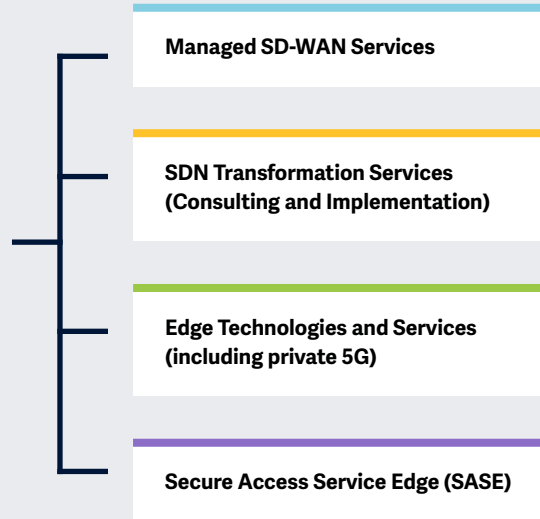 Managed SD-WAN Services
SDN Transformation Services
(Consulting and Implementation)
Edge Technologies and Services
(including private 5G)
Secure Access Service Edge (SASE)